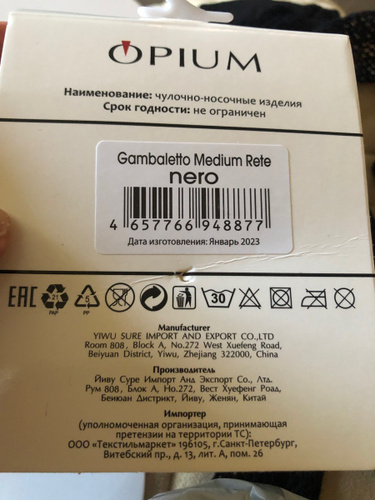 OPIUM
Наименование: чулочно-носочные изделия
Срок годности: не ограничен
Gambaletto Medium Rete
nero
4 657766 948877
Дата изготовления: Январь 2023
EAC 21 PAP 5 PP 30
Manufacturer
YIWU SURE IMPORT AND EXPORT CO.,LTD
Room 808, Block A, No.272 West Xuefeng Road,
Beiyuan District, Yiwu, Zhejiang 322000, China
Производитель
Йиву Суре Импорт Анд Экспорт Со., Лта.
Рум 808, Блок А, Но.272, Вест Хуефенг Роад,
Беиюан Дистрикт, Йиву, Женян, Китай
Импортер
(уполномоченная организация, принимающая
претензии на территории ТС):
ООО «Текстильмаркет» 196105, г.Санкт-Петербург,
Витебский пр., д. 13, лит. А, пом. 26